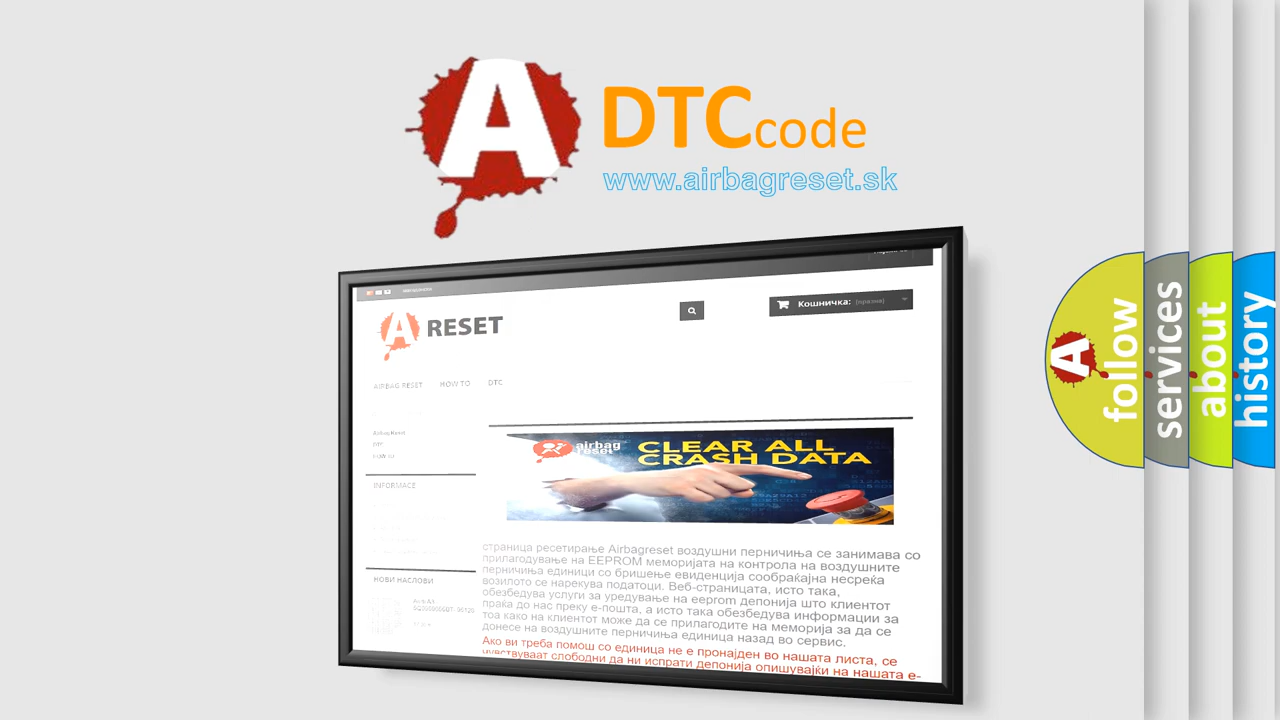 A
DTCcode
www.airbagreset.sk
A RESET
Кошничка: (празна)
AIRBAG RESET HOW TO DTC
Airbag Reset
DTC
INFORMACE
НОВИ НАСЛОВИ
airbag
reset
CLEAR ALL
CRASH DATA
страница ресетирање Airbagreset воздушни перничиња се занимава со
прилагодување на EEPROM меморијата на контрола на воздушните
перничиња единици со бришење евиденција сообраќајна несреќа
возилото се нарекува податоци. Веб-страницата, исто така,
обезбедува услуги за уредување на eeprom депонија што клиентот
праќа до нас преку е-пошта, а исто така обезбедува информации за
тоа како на клиентот може да се прилагодите на меморија за да се
донесе на воздушните перничиња единица назад во сервис.
Ако ви треба помош со единица не е пронајден во нашата листа, се
чувствуваат слободни да ни испрати депонија опишувајќи на нашата е-
A
follow
services
about
history